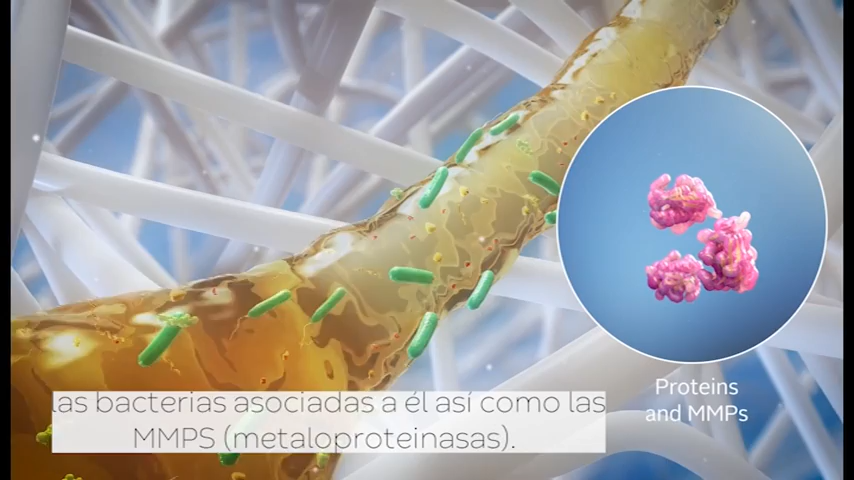 las bacterias asociadas a él así como las
MMPS (metaloproteinasas).
Proteins
and MMPs